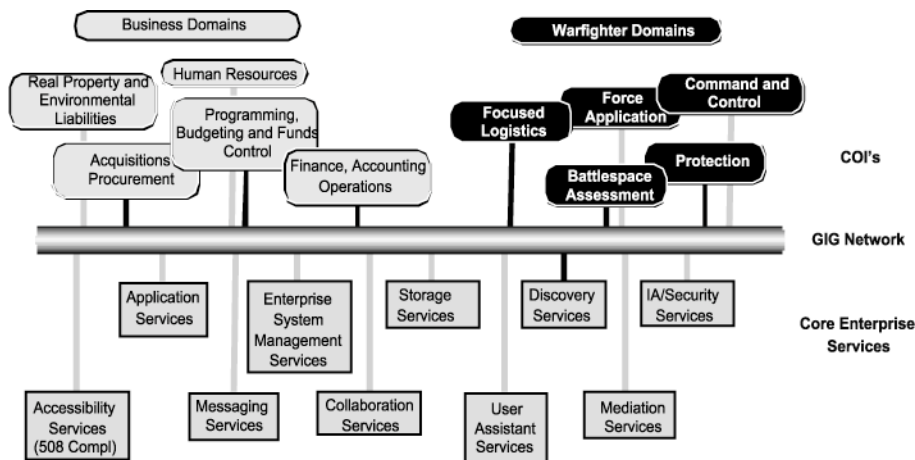 Business Domains
Warfighter Domains
Real Property and
Environmental
Liabilities
Human Resources
Programming,
Budgeting and Funds
Control
Acquisitions
Procurement
Finance, Accounting
Operations
Focused
Logistics
Force
Application
Command and
Control
Battlespace
Assessment
Protection
COI's
GIG Network
Application
Services
Enterprise
System
Management
Services
Storage
Services
Discovery
Services
IA/Security
Services
Core Enterprise
Services
Accessibility
Services
(508 Compl)
Messaging
Services
Collaboration
Services
User
Assistant
Services
Mediation
Services